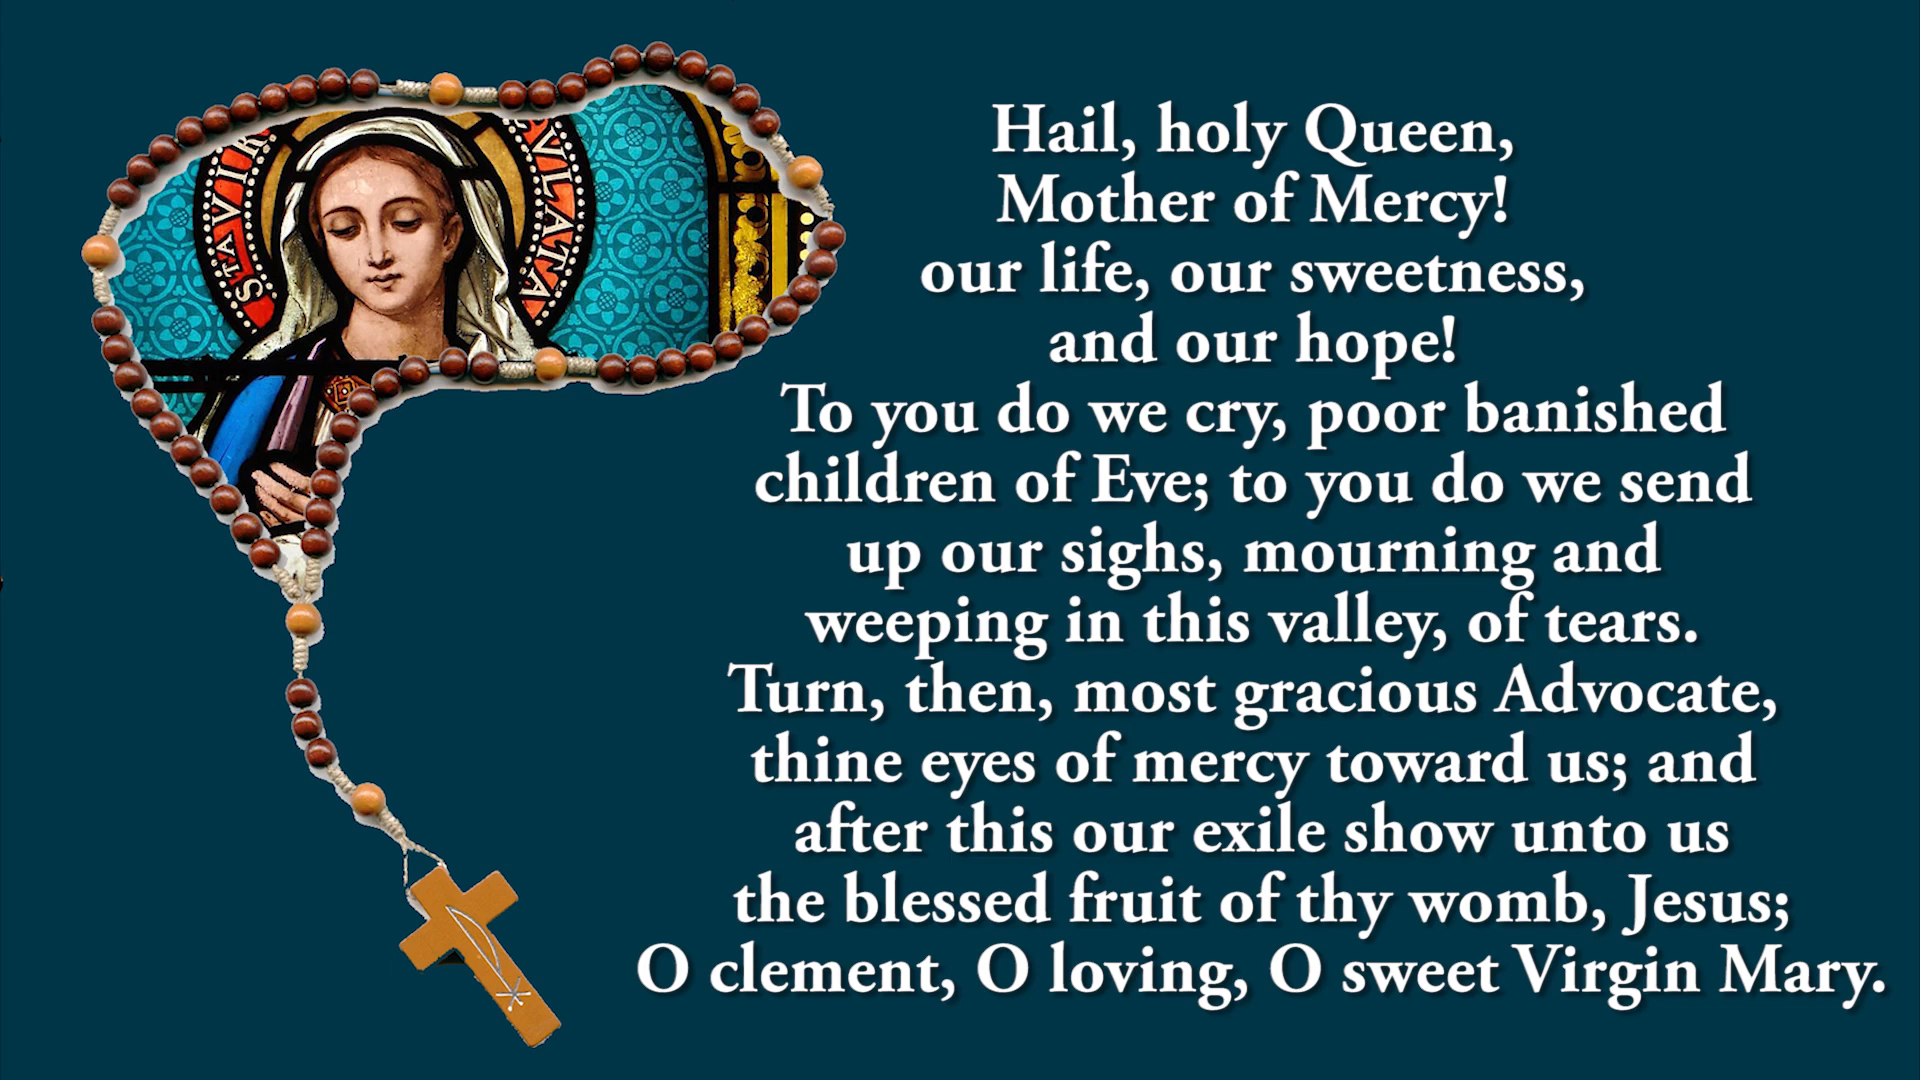 STA VIR
ULATA
Hail, holy Queen,
Mother of Mercy!
our life, our sweetness,
and our hope!
To you do we cry, poor banished
children of Eve; to you do we send
up our sighs, mourning and
weeping in this valley, of tears.
Turn, then, most gracious Advocate,
thine eyes of mercy toward us; and
after this our exile show unto us
the blessed fruit of thy womb, Jesus;
O clement, O loving, O sweet Virgin Mary.